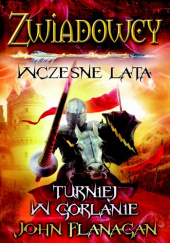 ZWIADOWCY
WCZESNE LATA
TURNIEJ
W GORLANIE
JOHN FLANAGAN